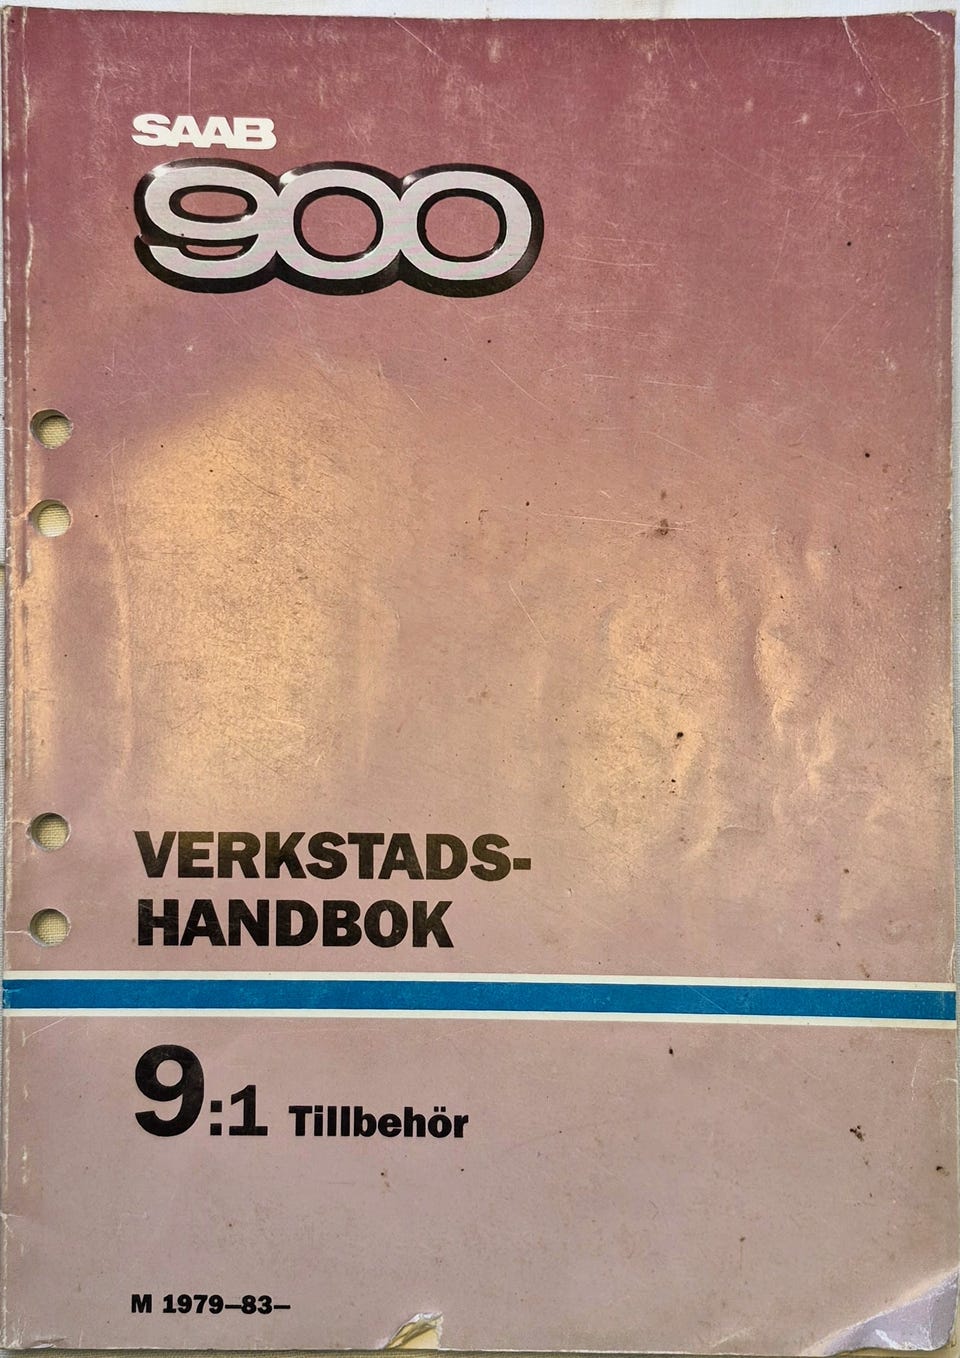 SAAB
900
VERKSTADS-
HANDBOK
9:1 Tillbehör
M 1979–83–